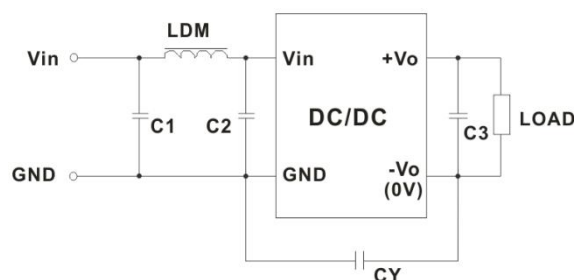 LDM
Vin
Vin
+Vo
C1
C2
DC/DC
C3
LOAD
GND
GND
-Vo
(0V)
CY